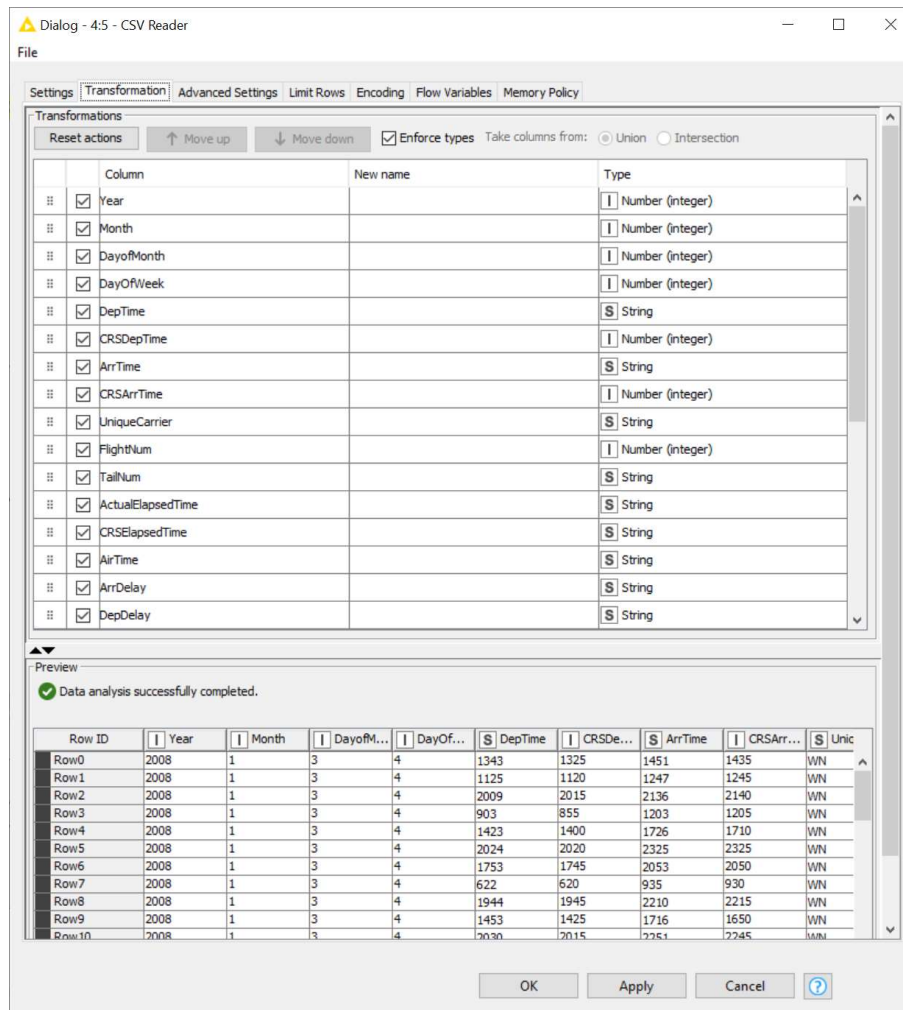 Dialog - 4:5 - CSV Reader
File
Settings Transformation Advanced Settings Limit Rows Encoding Flow Variables Memory Policy
Transformations
Reset actions Move up Move down Enforce types Take columns from: Union Intersection
Column New name Type
Year I Number (integer)
Month I Number (integer)
DayofMonth I Number (integer)
DayOfWeek I Number (integer)
DepTime S String
CRSDepTime I Number (integer)
ArrTime S String
CRSArrTime I Number (integer)
UniqueCarrier S String
FlightNum I Number (integer)
TailNum S String
ActualElapsedTime S String
CRSElapsedTime S String
AirTime S String
ArrDelay S String
DepDelay S String
Preview
Data analysis successfully completed.
Row ID I Year I Month I DayofM... I DayOf... S DepTime I CRSDe... S ArrTime I CRSArr... S Unic
Row0 2008 1 3 4 1343 1325 1451 1435 WN
Row1 2008 1 3 4 1125 1120 1247 1245 WN
Row2 2008 1 3 4 2009 2015 2136 2140 WN
Row3 2008 1 3 4 903 855 1203 1205 WN
Row4 2008 1 3 4 1423 1400 1726 1710 WN
Row5 2008 1 3 4 2024 2020 2325 2325 WN
Row6 2008 1 3 4 1753 1745 2053 2050 WN
Row7 2008 1 3 4 622 620 935 930 WN
Row8 2008 1 3 4 1944 1945 2210 2215 WN
Row9 2008 1 3 4 1453 1425 1716 1650 WN
Row10 2008 1 3 4 2030 2015 2251 2245 WN
OK Apply Cancel ?